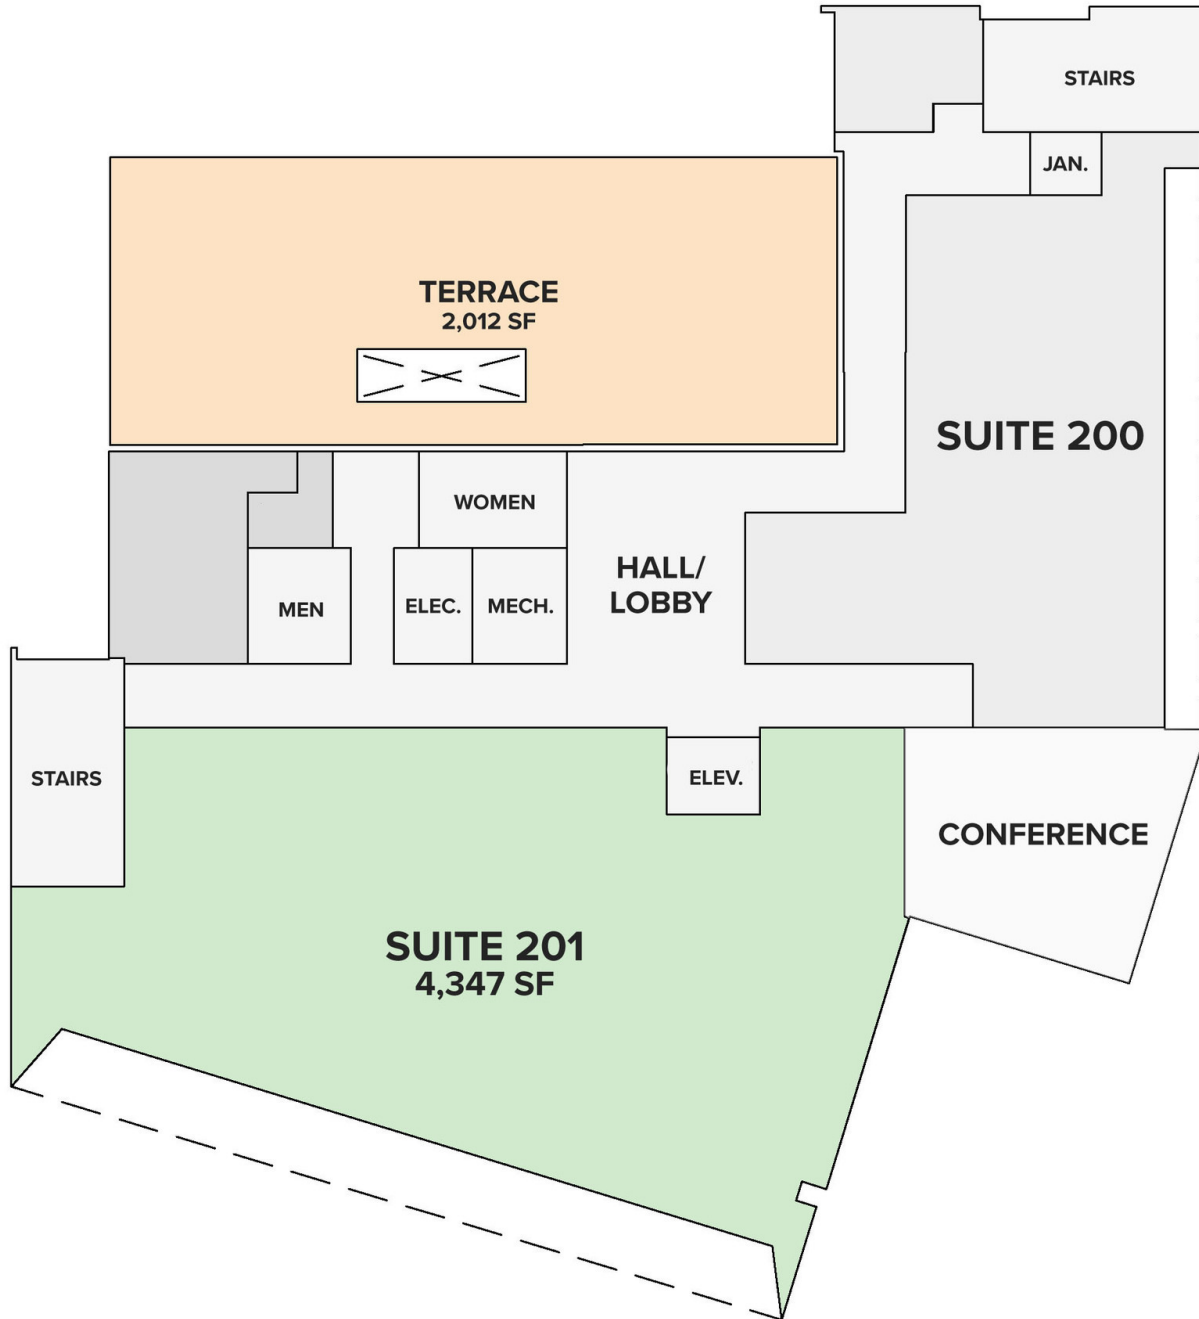 STAIRS
JAN.
TERRACE
2,012 SF
SUITE 200
WOMEN
HALL/
LOBBY
MEN
ELEC.
MECH.
STAIRS
ELEV.
CONFERENCE
SUITE 201
4,347 SF